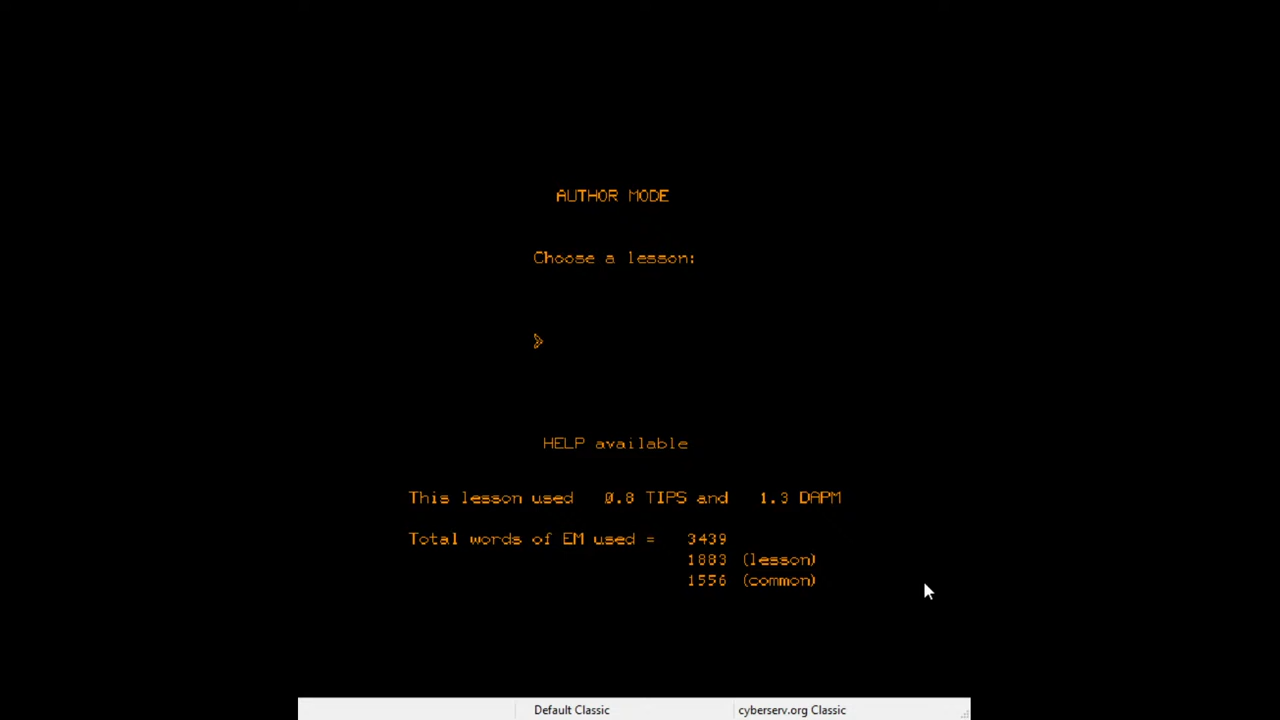 AUTHOR MODE
Choose a lesson:
>
HELP available
This lesson used 0.8 TIPS and 1.3 DAPM
Total words of EM used = 3439
1883 (lesson)
1556 (common)
Default Classic
cyberserv.org Classic